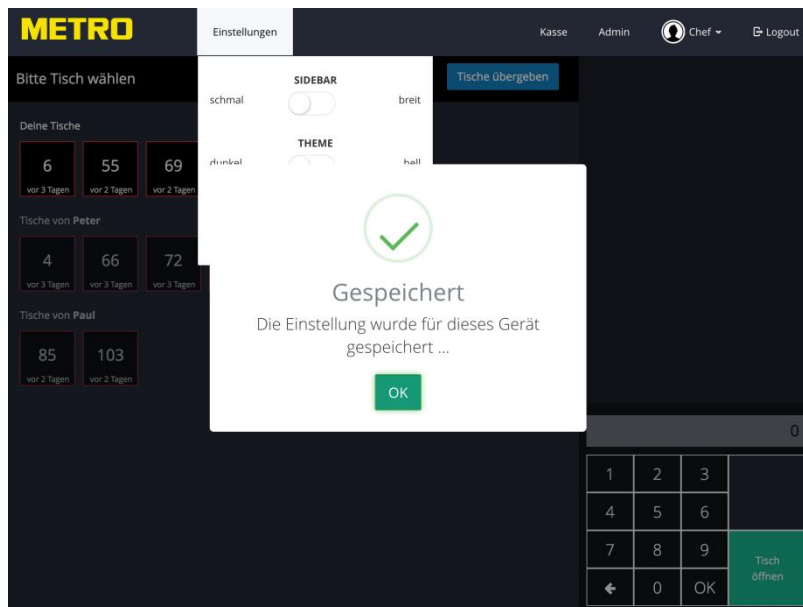 METRO
Einstellungen
Kasse
Admin
Chef
Logout
Bitte Tisch wählen
Tische übergeben
SIDEBAR
schmal
breit
THEME
dunkel
hell
Deine Tische
6
55
69
vor 3 Tagen
vor 2 Tagen
vor 2 Tagen
Tische von Peter
4
66
72
vor 3 Tagen
vor 3 Tagen
vor 3 Tagen
Tische von Paul
85
103
vor 2 Tagen
vor 2 Tagen
Gespeichert
Die Einstellung wurde für dieses Gerät
gespeichert ...
OK
0
1
2
3
4
5
6
7
8
9
0
OK
Tisch
öffnen